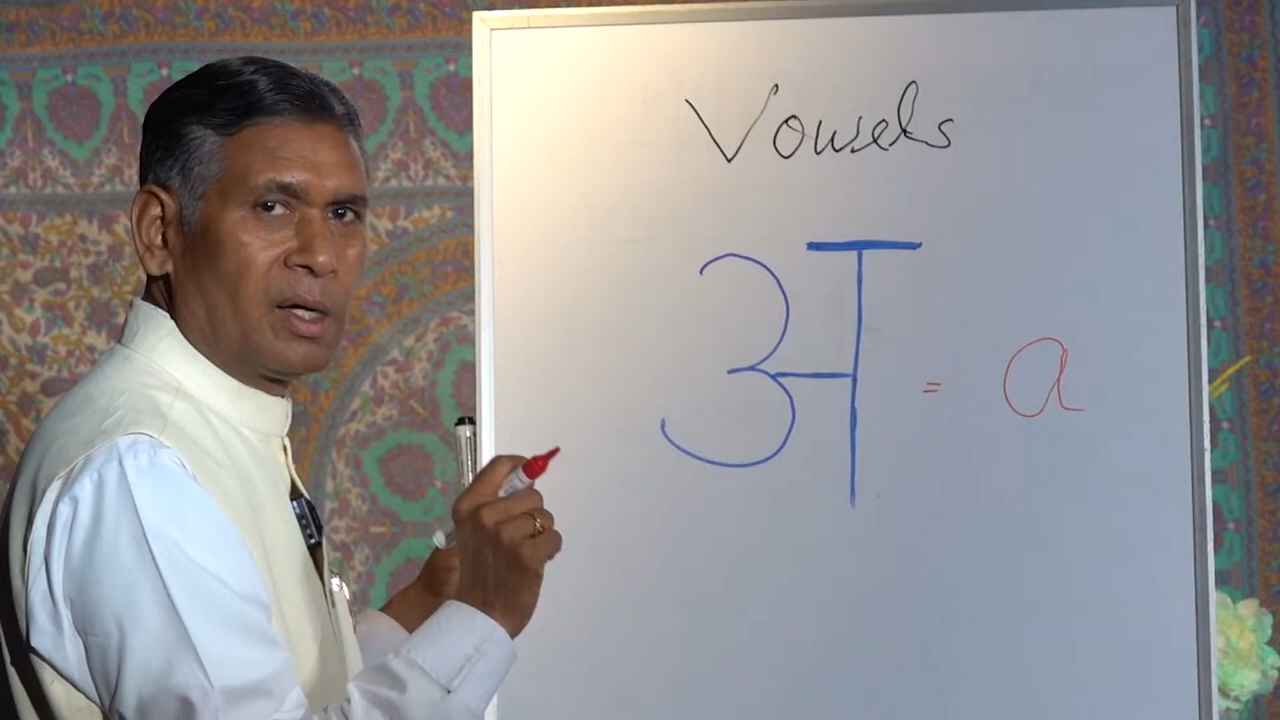 Vowels
अ = a